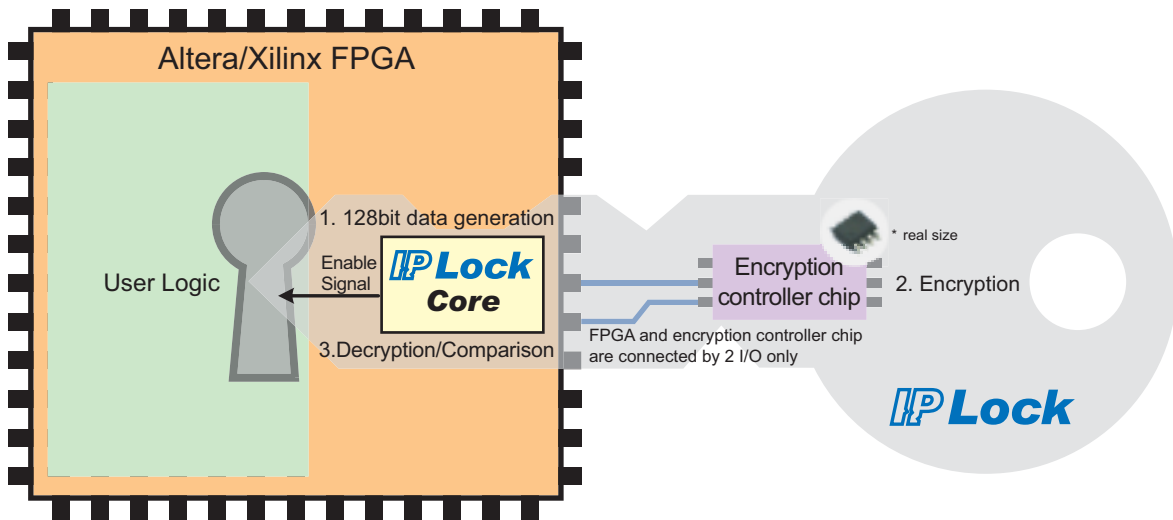 Altera/Xilinx FPGA
1. 128bit data generation
* real size
Enable
Signal
IP Lock
Core
User Logic
Encryption
controller chip
2. Encryption
3.Decryption/Comparison
FPGA and encryption controller chip
are connected by 2 I/O only
IP Lock